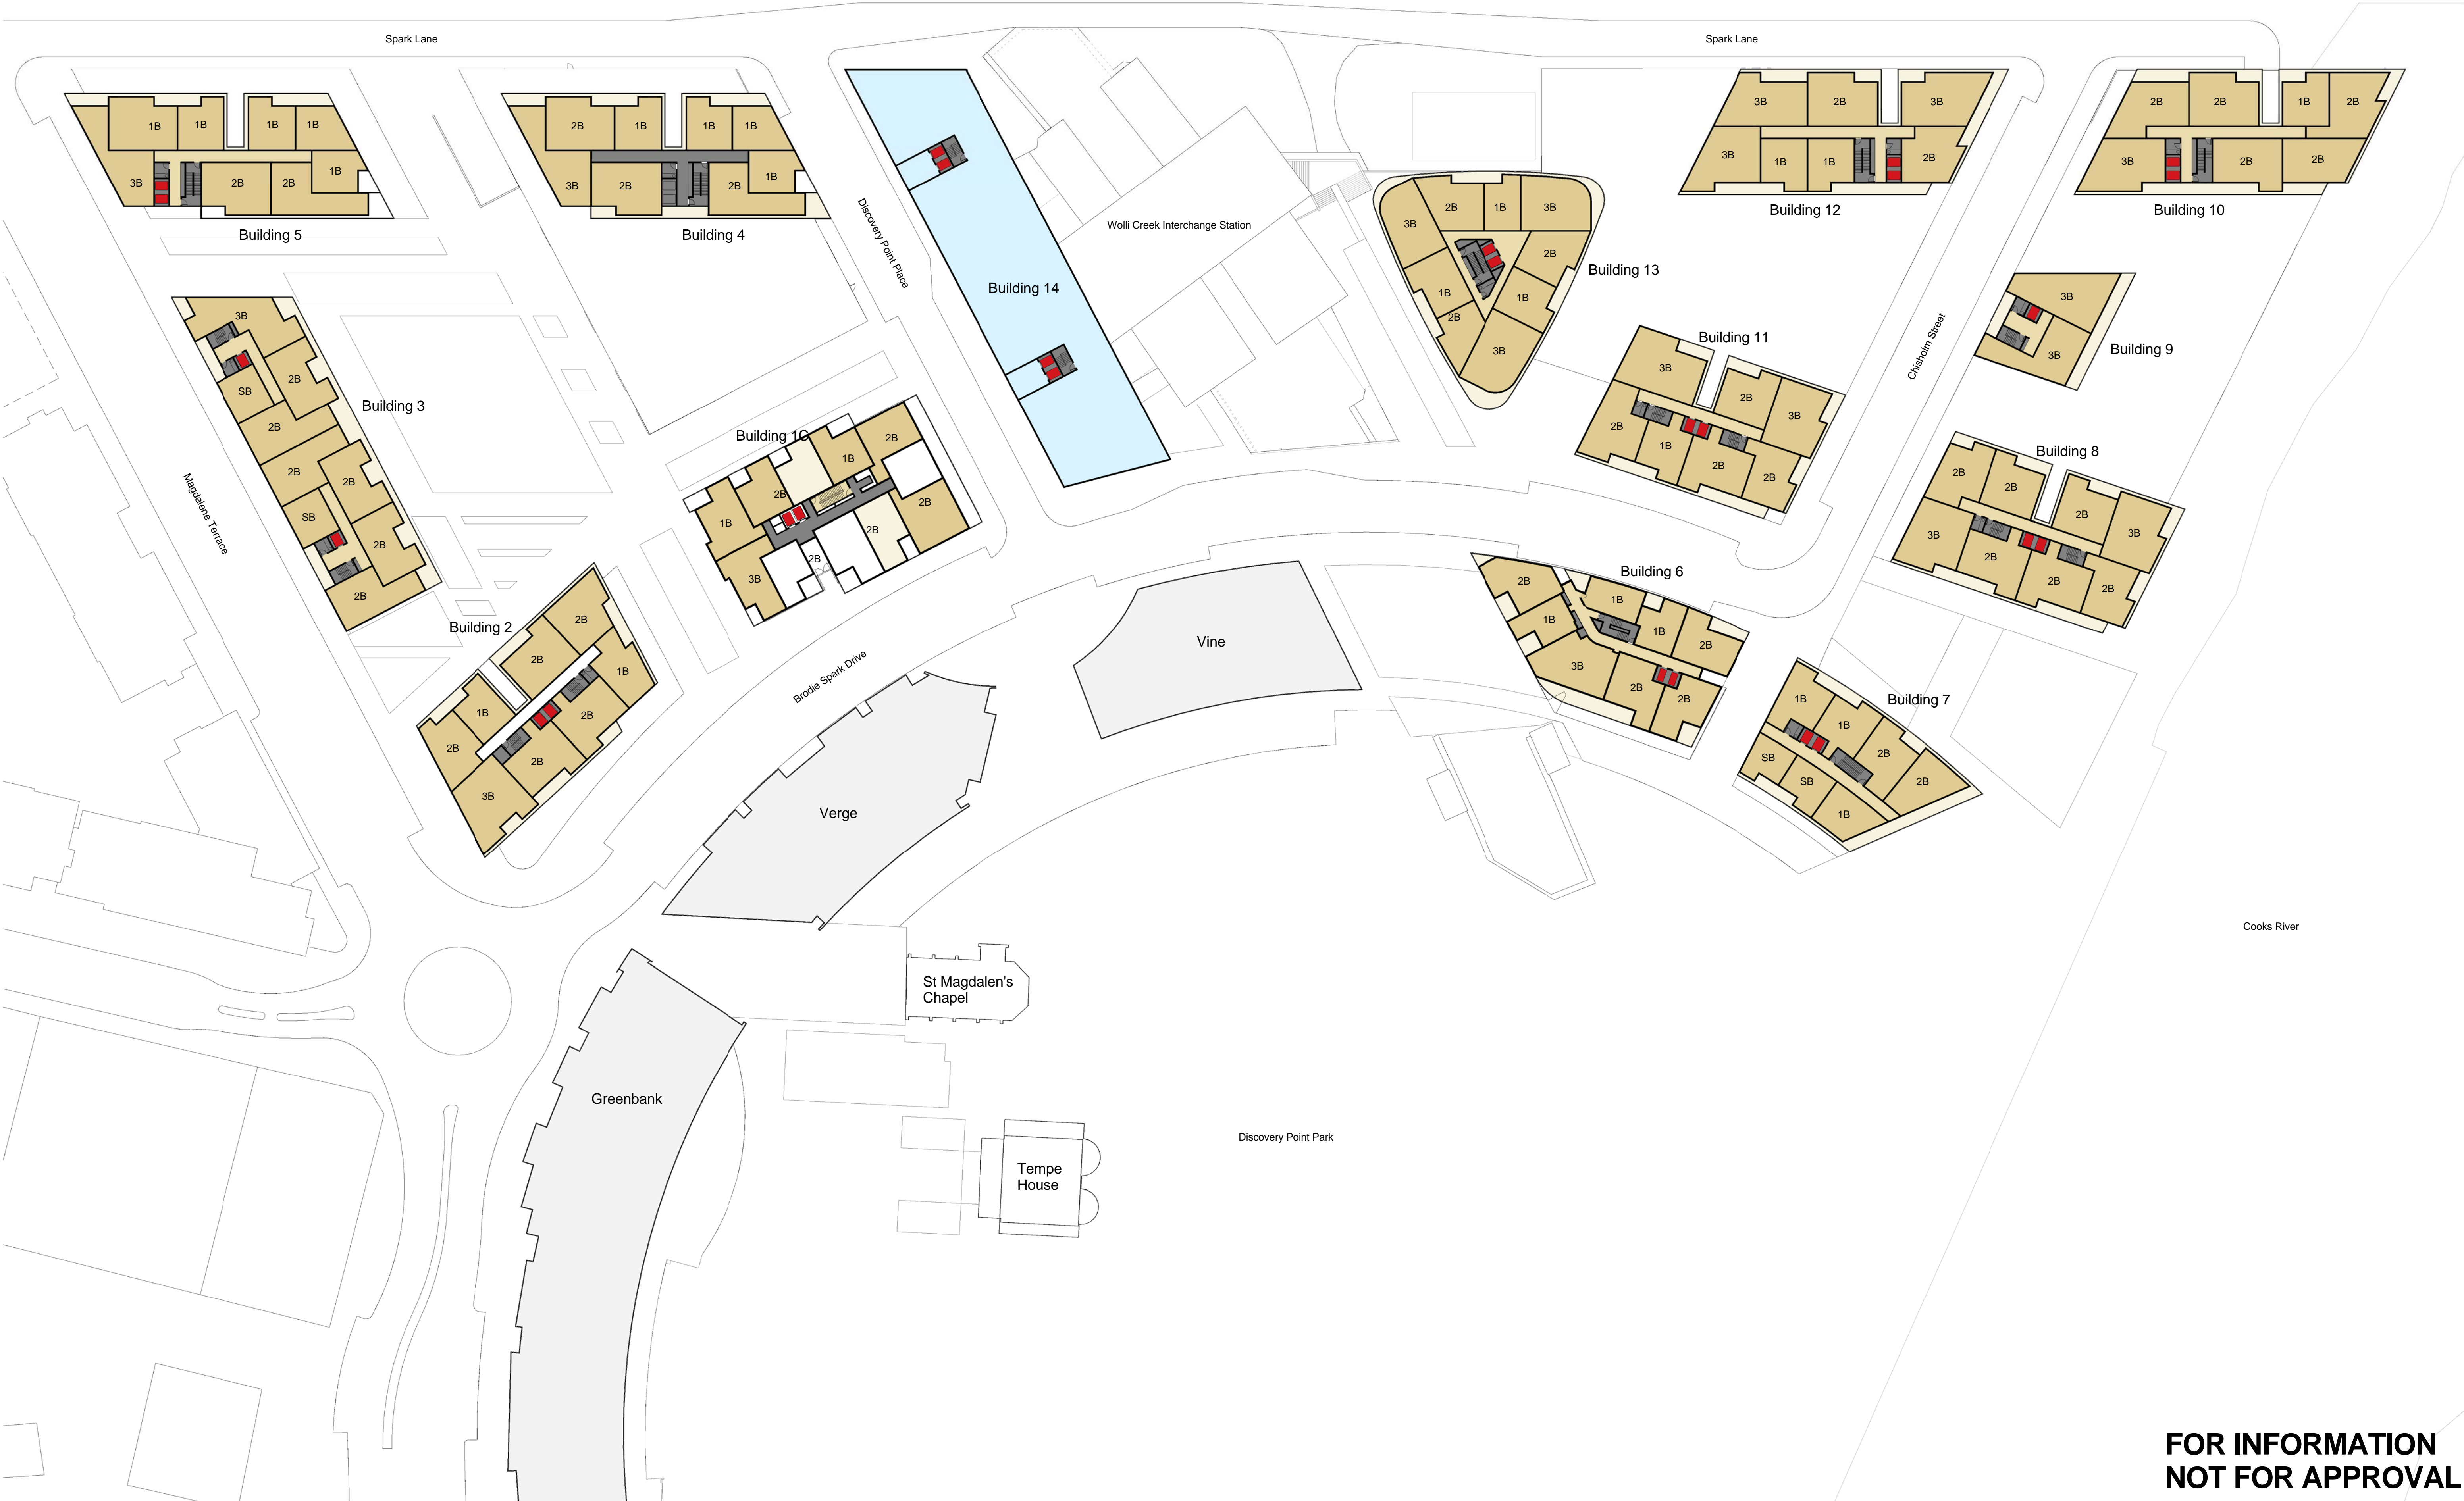 Spark Lane
Spark Lane
1B
1B
1B
1B
3B
2B
2B
1B
Building 5
2B
1B
1B
1B
3B
2B
2B
1B
Building 4
Discovery Point Place
Building 14
Wolli Creek Interchange Station
3B
2B
1B
3B
2B
1B
1B
2B
3B
Building 13
3B
2B
3B
3B
1B
1B
2B
Building 12
2B
2B
1B
2B
3B
2B
2B
Building 10
3B
3B
Building 9
Chisholm Street
Building 11
3B
2B
3B
2B
1B
2B
2B
Building 8
2B
2B
2B
3B
3B
2B
2B
2B
3B
2B
SB
2B
2B
2B
SB
2B
2B
Building 3
Magdalene Terrace
Building 1C
2B
1B
2B
1B
2B
2B
2B
3B
Building 2
2B
2B
1B
1B
2B
2B
2B
3B
Brodie Spark Drive
Vine
Verge
Building 6
2B
1B
1B
1B
2B
3B
2B
2B
Building 7
1B
1B
2B
2B
SB
SB
1B
Greenbank
St Magdalen's
Chapel
Tempe
House
Discovery Point Park
Cooks River
FOR INFORMATION
NOT FOR APPROVAL